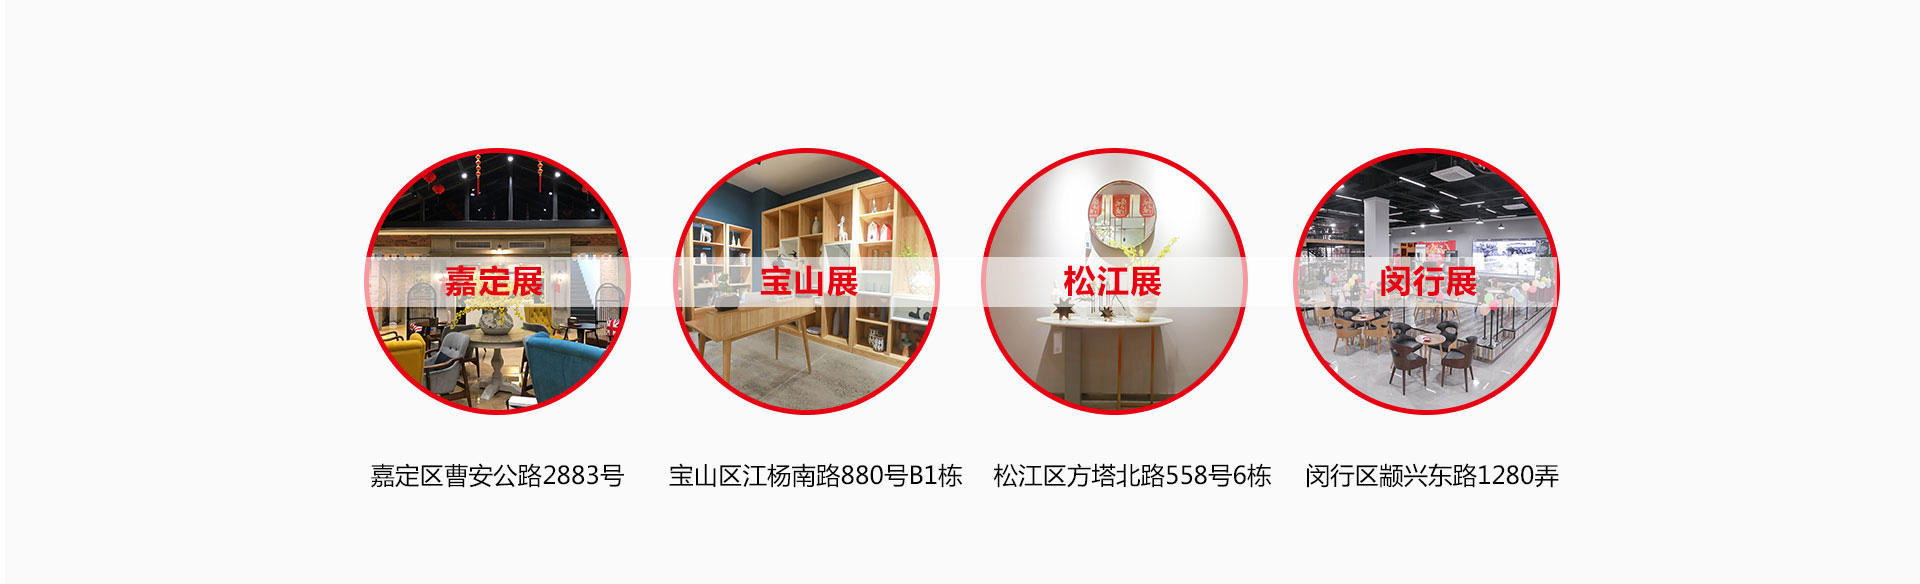 嘉定展
宝山展
松江展
闵行展
嘉定区曹安公路2883号
宝山区江杨南路880号B1栋
松江区方塔北路558号6栋
闵行区颛兴东路1280弄